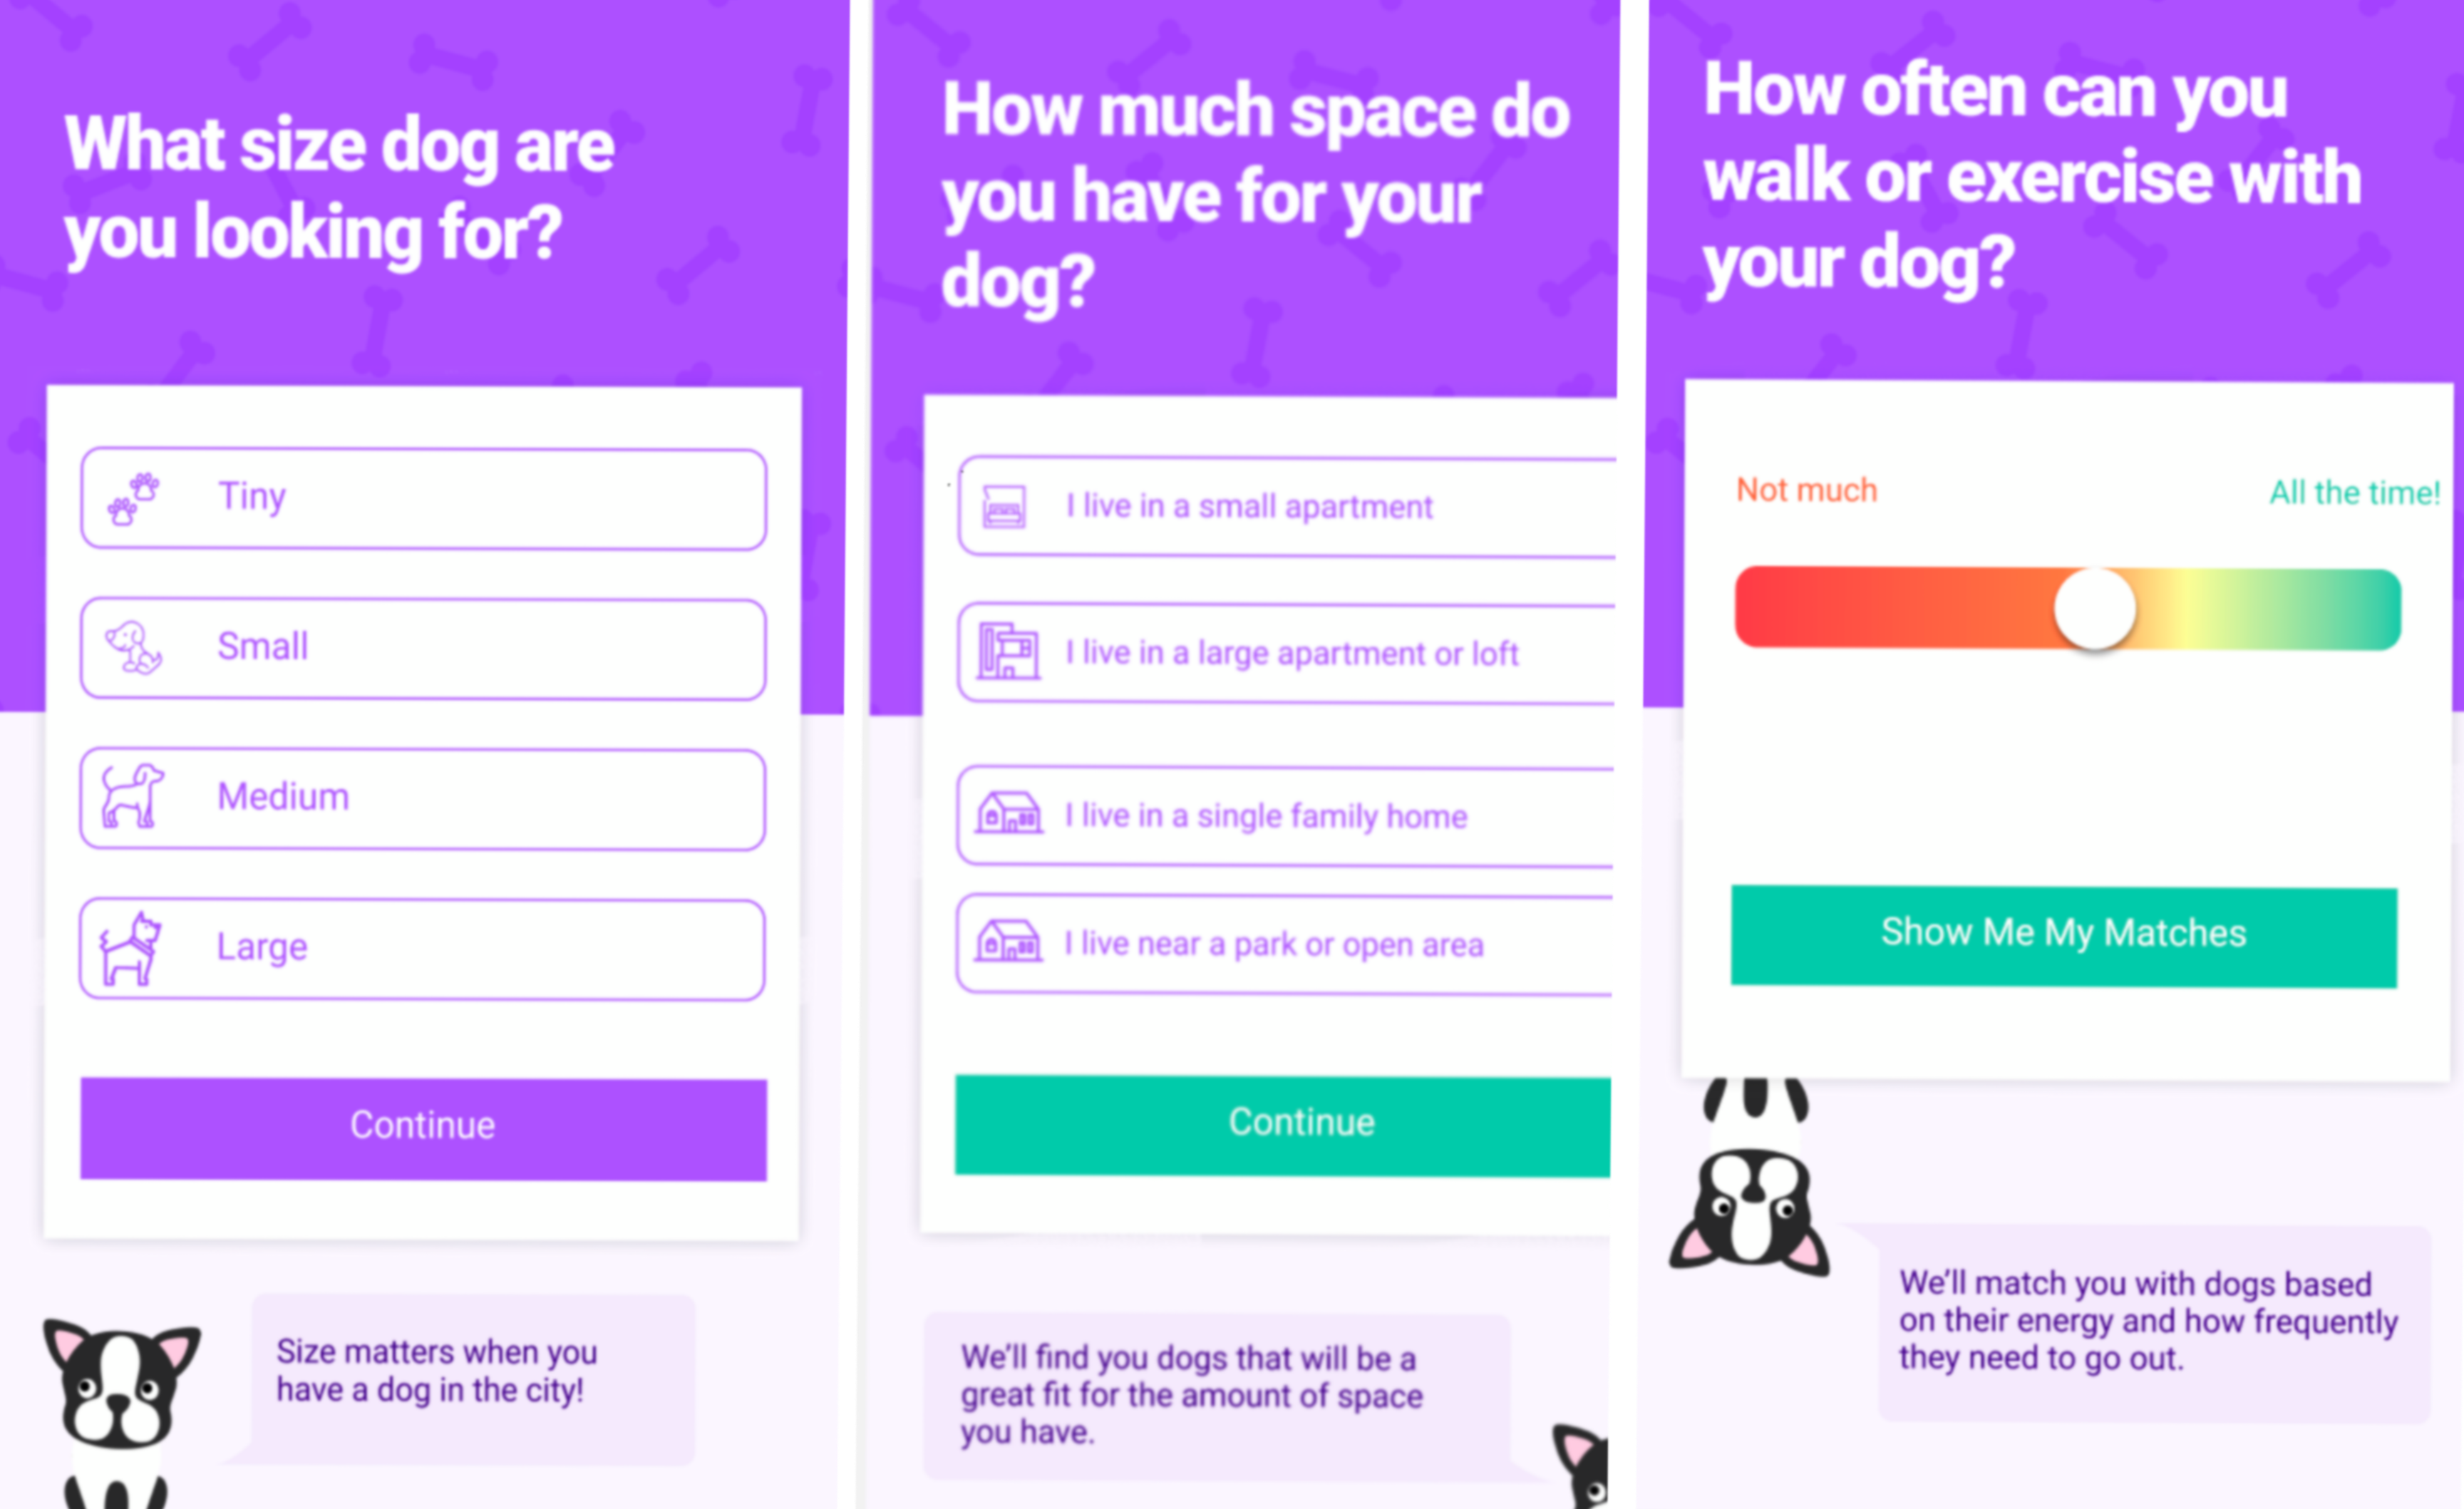 What size dog are
you looking for?
Tiny
Small
Medium
Large
Continue
Size matters when you
have a dog in the city!
How much space do
you have for your
dog?
I live in a small apartment
I live in a large apartment or loft
I live in a single family home
I live near a park or open area
Continue
We'll find you dogs that will be a
great fit for the amount of space
you have.
How often can you
walk or exercise with
your dog?
Not much
All the time!
Show Me My Matches
We'll match you with dogs based
on their energy and how frequently
they need to go out.